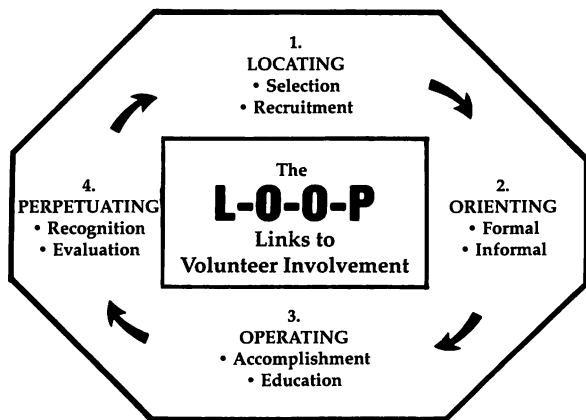 1.
LOCATING
• Selection
• Recruitment
2.
ORIENTING
• Formal
• Informal
3.
OPERATING
• Accomplishment
• Education
4.
PERPETUATING
• Recognition
• Evaluation
The
L-O-O-P
Links to
Volunteer Involvement